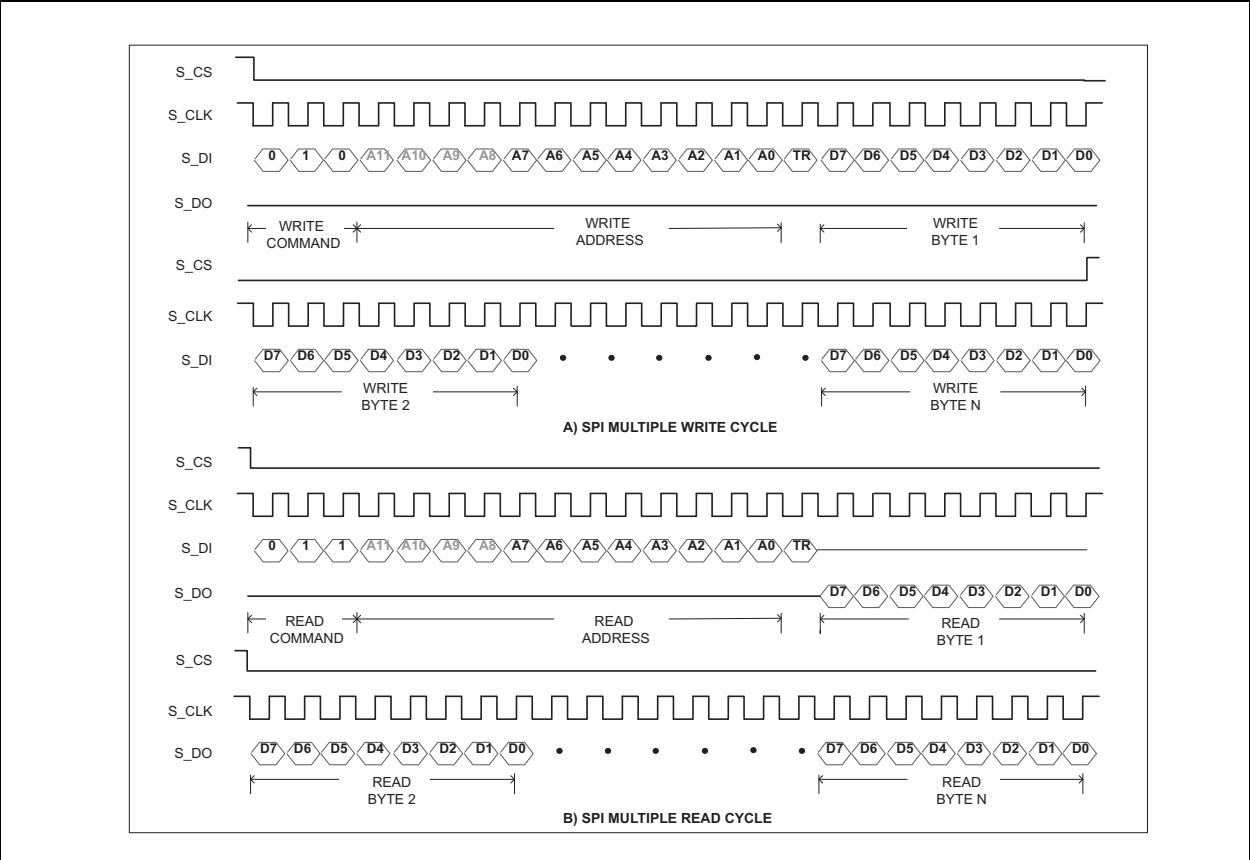 S_CS
S_CLK
S_DI 0 1 0 A11 A10 A9 A8 A7 A6 A5 A4 A3 A2 A1 A0 TR D7 D6 D5 D4 D3 D2 D1 D0
S_DO
WRITE COMMAND
WRITE ADDRESS
WRITE BYTE 1
S_CS
S_CLK
S_DI D7 D6 D5 D4 D3 D2 D1 D0 • • • • • • D7 D6 D5 D4 D3 D2 D1 D0
WRITE BYTE 2
WRITE BYTE N
A) SPI MULTIPLE WRITE CYCLE
S_CS
S_CLK
S_DI 0 1 1 A11 A10 A9 A8 A7 A6 A5 A4 A3 A2 A1 A0 TR
S_DO D7 D6 D5 D4 D3 D2 D1 D0
READ COMMAND
READ ADDRESS
READ BYTE 1
S_CS
S_CLK
S_DO D7 D6 D5 D4 D3 D2 D1 D0 • • • • • • D7 D6 D5 D4 D3 D2 D1 D0
READ BYTE 2
READ BYTE N
B) SPI MULTIPLE READ CYCLE